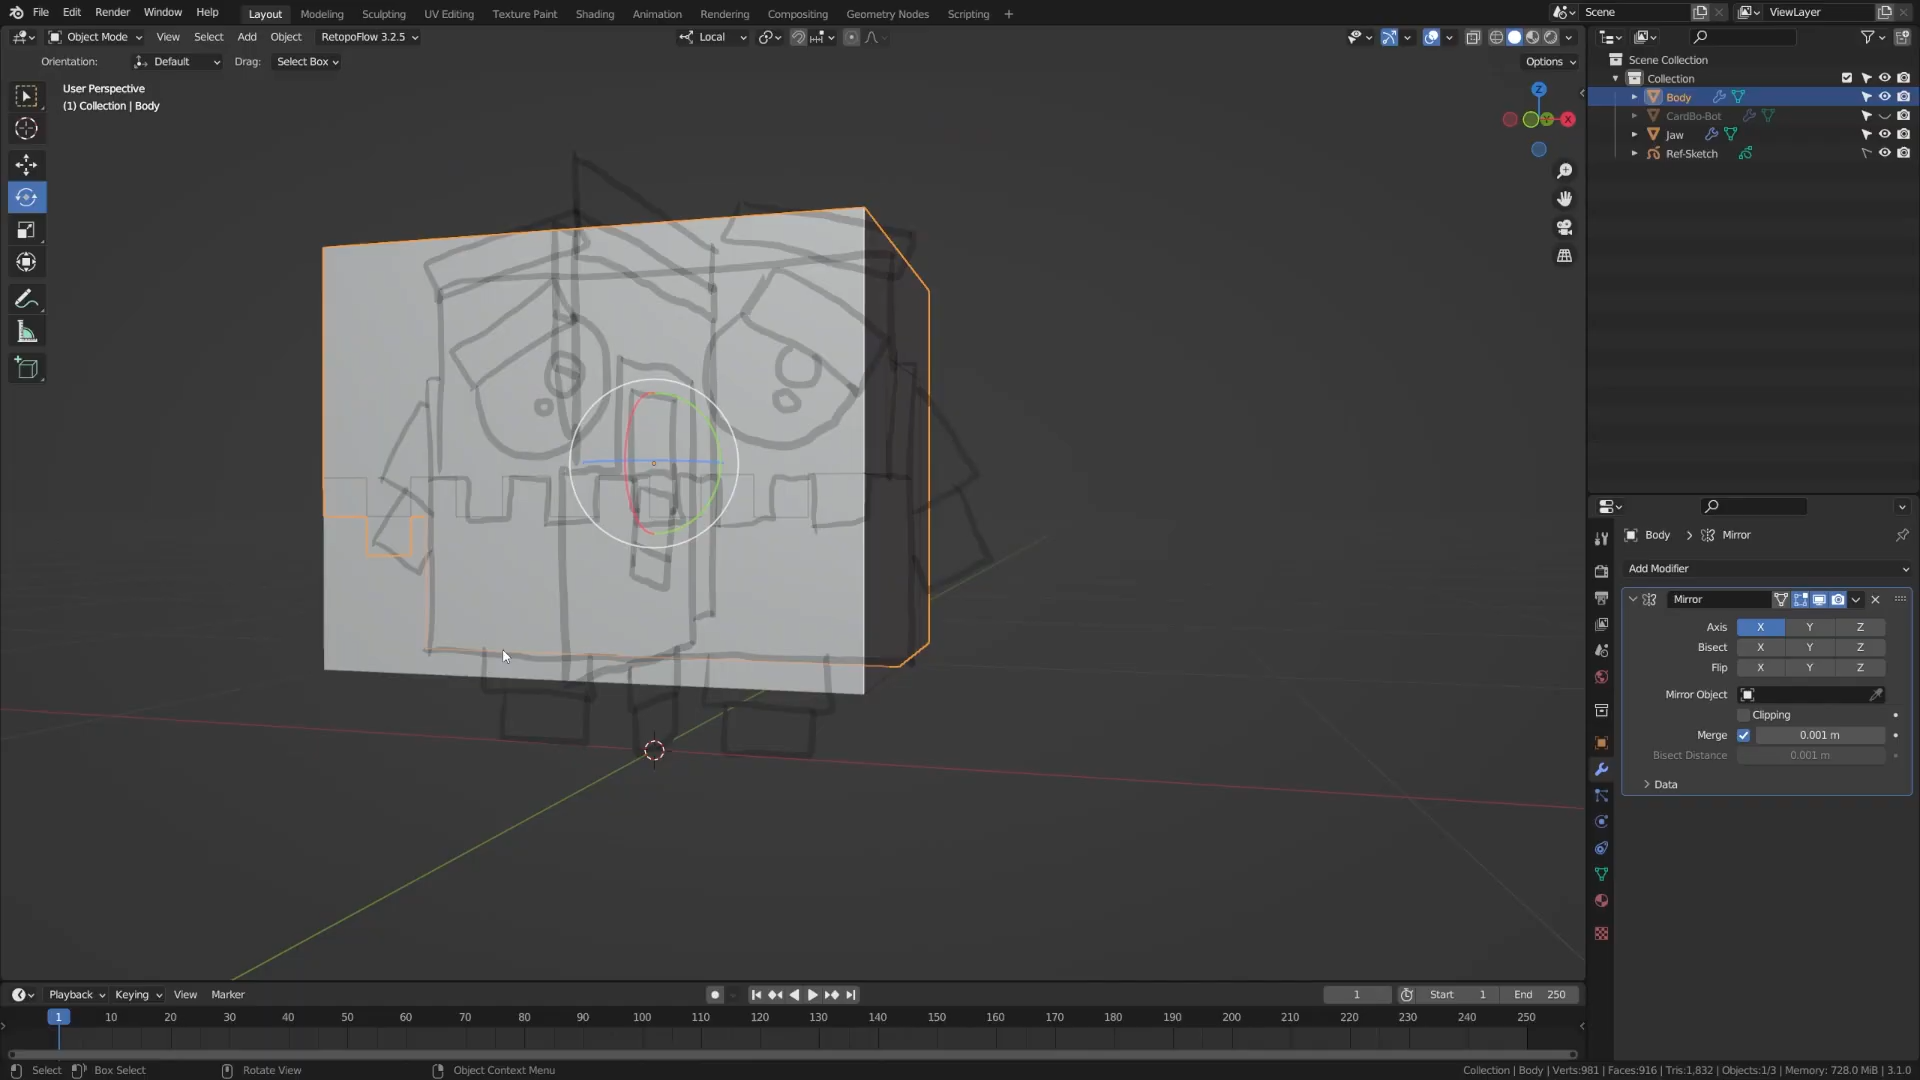 File Edit Render Window Help Layout Modeling Sculpting UV Editing Texture Paint Shading Animation Rendering Compositing Geometry Nodes Scripting + Scene ViewLayer
Object Mode View Select Add Object RetopoFlow 3.2.5 Local
Orientation: Default Drag: Select Box Options
User Perspective
(1) Collection | Body
Z
Y
X
Scene Collection
Collection
Body
CardBo-Bot
Jaw
Ref-Sketch
Body > Mirror
Add Modifier
Mirror
Axis X Y Z
Bisect X Y Z
Flip X Y Z
Mirror Object
Clipping
Merge 0.001 m
Bisect Distance 0.001 m
Data
Playback Keying View Marker 1 Start 1 End 250
1 10 20 30 40 50 60 70 80 90 100 110 120 130 140 150 160 170 180 190 200 210 220 230 240 250
Select Box Select Rotate View Object Context Menu Collection | Body | Verts:981 | Faces:916 | Tris:1,832 | Objects:1/3 | Memory: 728.0 MiB | 3.1.0